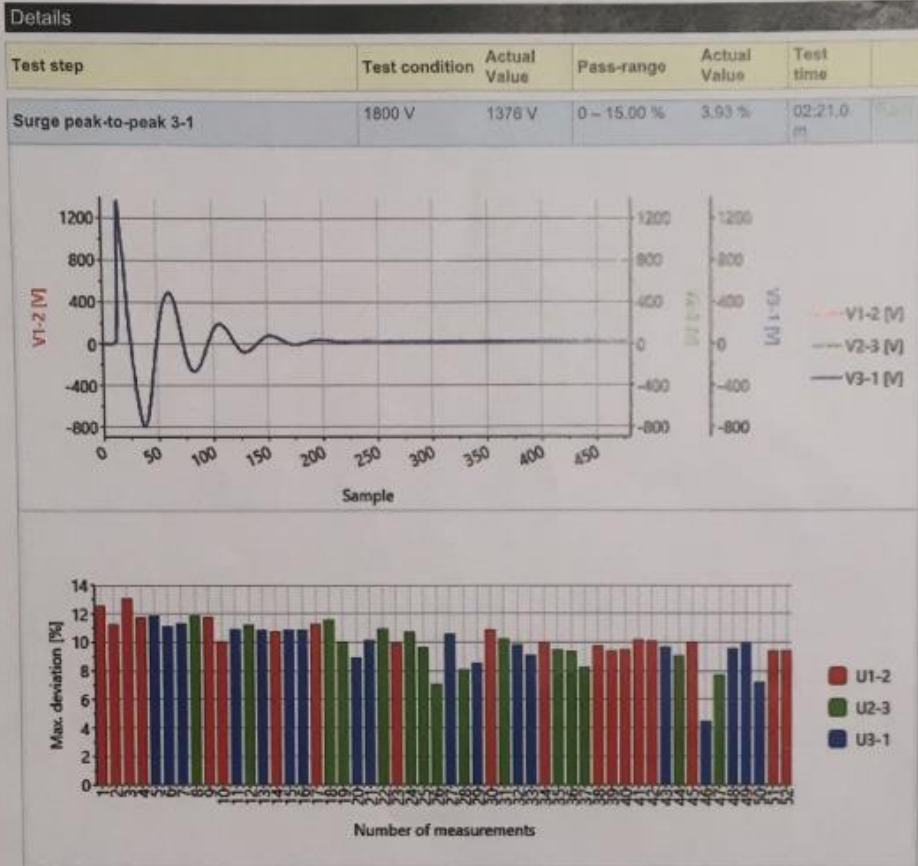 Details
Test step Test condition Actual Value Pass-range Actual Value Test time
Surge peak-to-peak 3-1 1800 V 1376 V 0 – 15.00 % 3.93 % 02:21.0 m
1200 1200 1200
800 800 800
400 400 400
0 0 0
-400 -400 -400
-800 -800 -800
V1-2 [V]
V3-1 [V]
V1-2 [V]
V2-3 [V]
V3-1 [V]
0 50 100 150 200 250 300 350 400 450
Sample
14
12
10
8
6
4
2
0
Max. deviation [%]
U1-2
U2-3
U3-1
Number of measurements